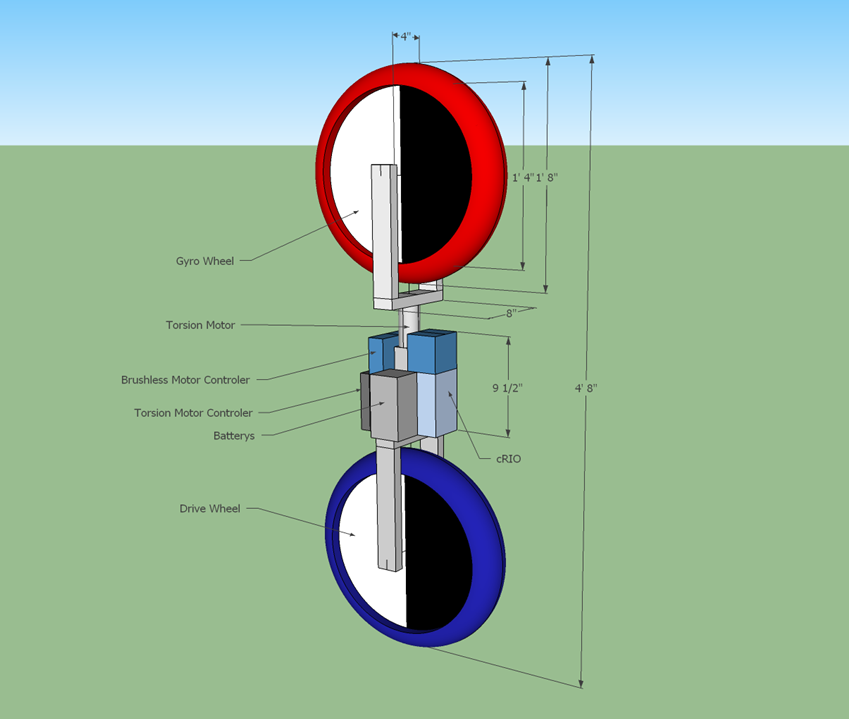 4"
1' 4"
1' 8"
Gyro Wheel
8"
Torsion Motor
Brushless Motor Controler
9 1/2"
4' 8"
Torsion Motor Controler
Batterys
cRIO
Drive Wheel